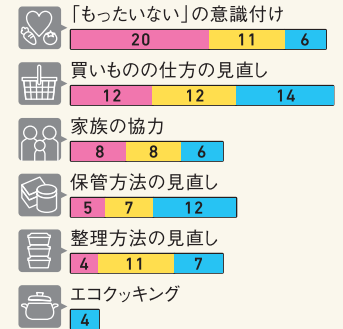 「もったいない」の意識付け
20 11 6
買いものの仕方の見直し
12 12 14
家族の協力
8 8 6
保管方法の見直し
5 7 12
整理方法の見直し
4 11 7
エコクッキング
4